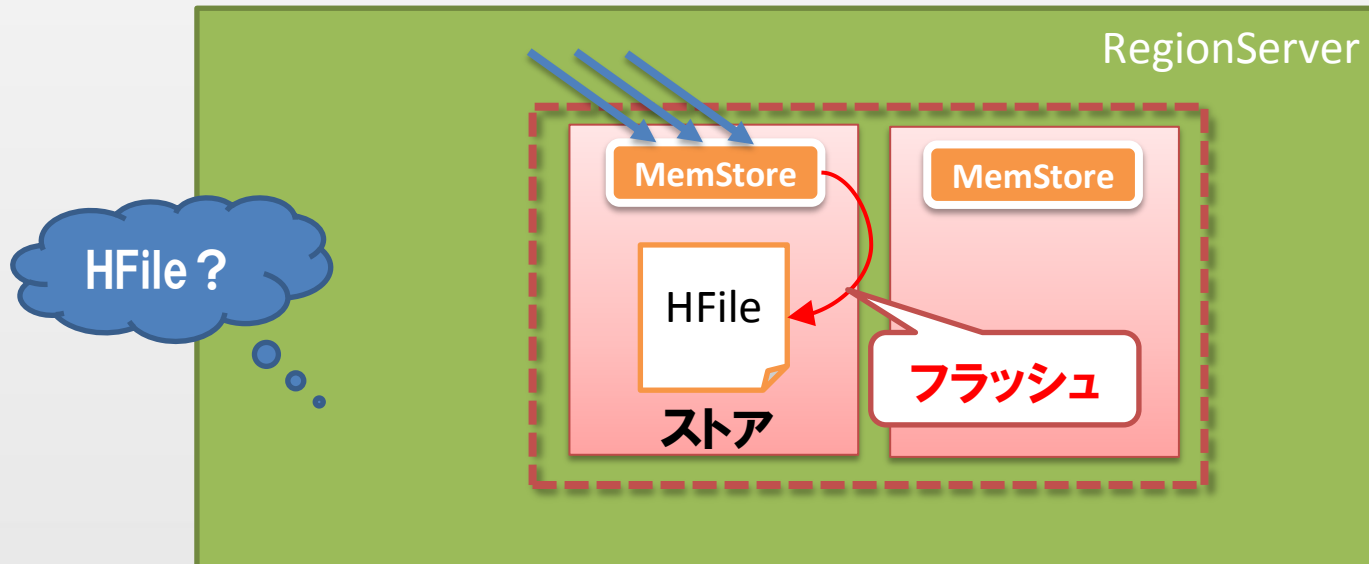 RegionServer
MemStore
MemStore
HFile？
HFile
フラッシュ
ストア